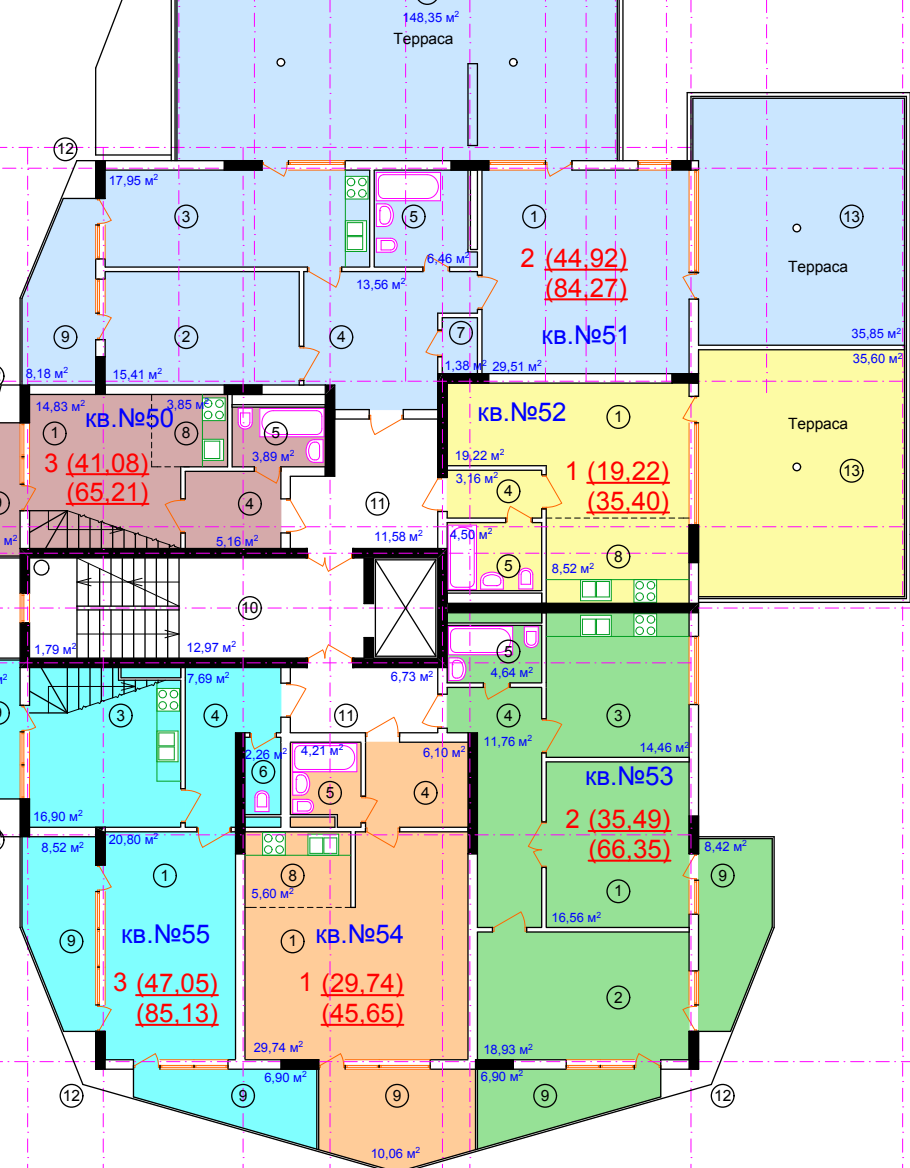 148,35 м²
Терраса
12
17,95 м²
3
5
1
13
6,46 м²
2 (44,92)
(84,27)
Терраса
13,56 м²
9
2
4
7
кв.№51
35,85 м²
8,18 м²
15,41 м²
1,38 м²
29,51 м²
35,60 м²
14,83 м²
3,85 м²
кв.№50
кв.№52
1
Терраса
1
8
5
3,89 м²
19,22 м²
3 (41,08)
(65,21)
1 (19,22)
(35,40)
13
3,16 м²
4
4
11
м²
5,16 м²
11,58 м²
4,50 м²
5
8
8,52 м²
10
1,79 м²
12,97 м²
5
4,64 м²
7,69 м²
6,73 м²
3
4
11
4
3
11,76 м²
14,46 м²
2,26 м²
4,21 м²
6,10 м²
6
5
4
кв.№53
16,90 м²
2 (35,49)
(66,35)
8,52 м²
20,80 м²
8,42 м²
1
8
5,60 м²
1
9
16,56 м²
9
кв.№55
1
кв.№54
3 (47,05)
(85,13)
1 (29,74)
(45,65)
2
29,74 м²
18,93 м²
6,90 м²
6,90 м²
12
9
9
9
12
10,06 м²